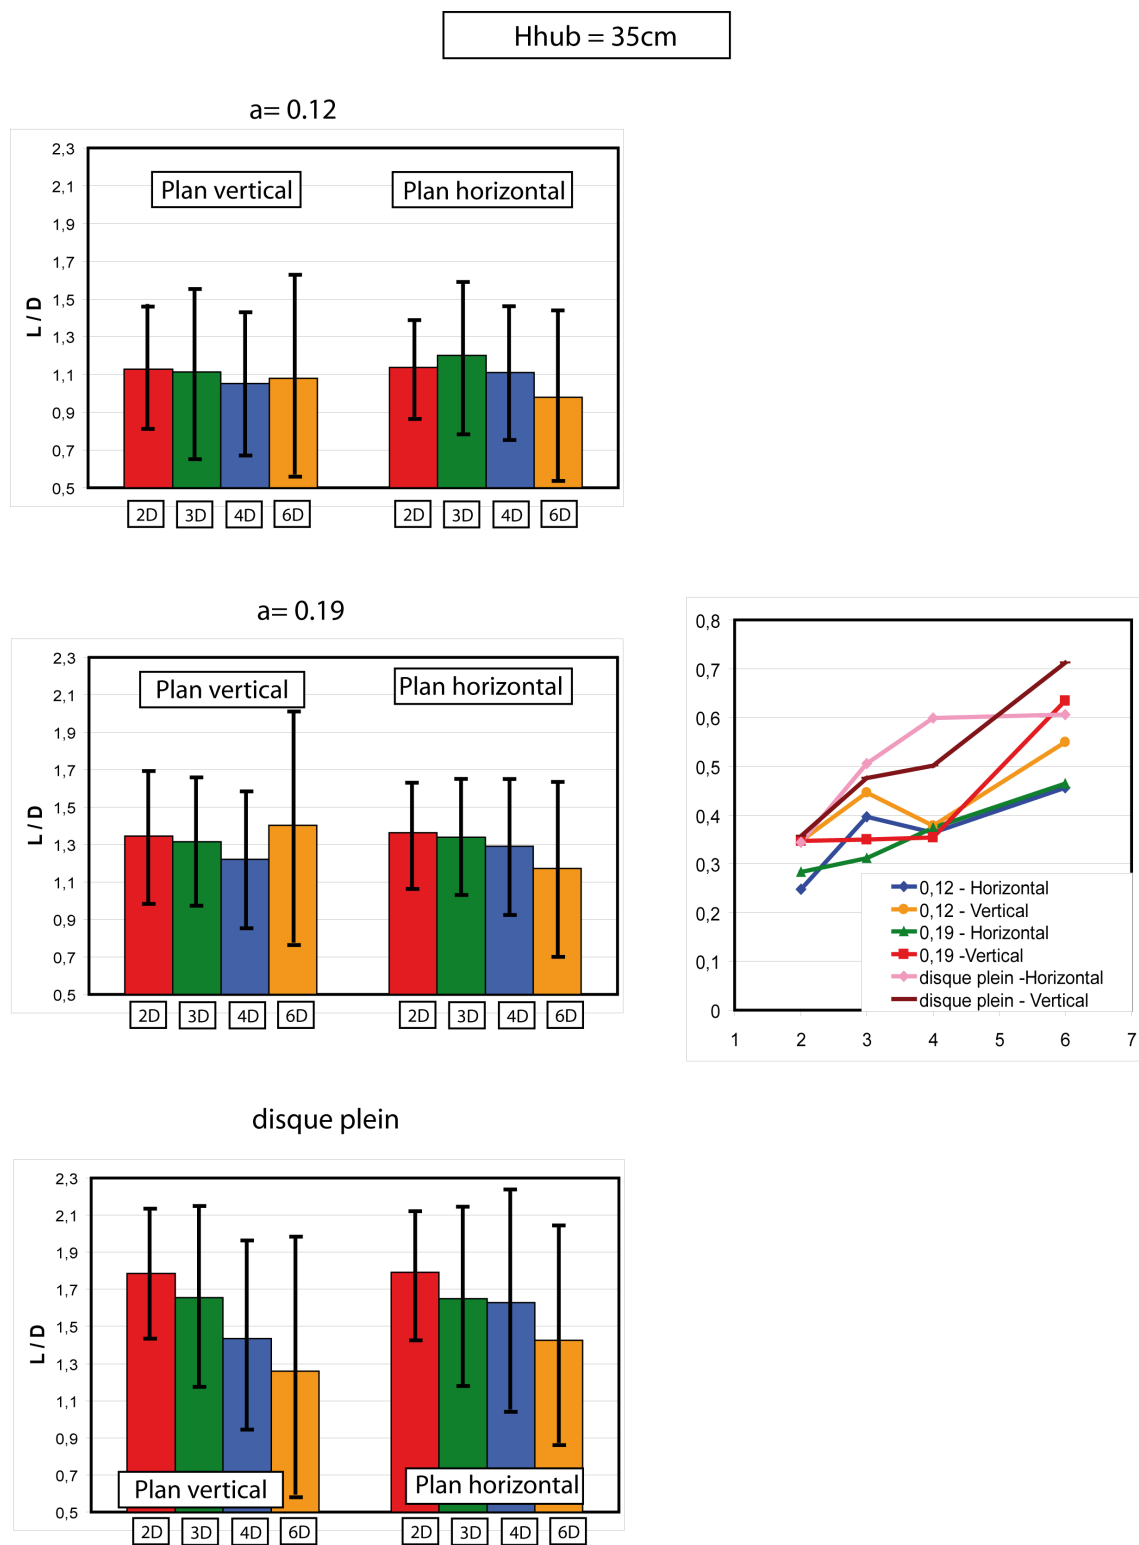 Hhub = 35cm
a= 0.12
2,3
2,1
1,9
1,7
1,5
1,3
1,1
0,9
0,7
0,5
L / D
Plan vertical
Plan horizontal
2D 3D 4D 6D
2D 3D 4D 6D
a= 0.19
2,3
2,1
1,9
1,7
1,5
1,3
1,1
0,9
0,7
0,5
L / D
Plan vertical
Plan horizontal
2D 3D 4D 6D
2D 3D 4D 6D
0,8
0,7
0,6
0,5
0,4
0,3
0,2
0,1
0
0,12 - Horizontal
0,12 - Vertical
0,19 - Horizontal
0,19 -Vertical
disque plein -Horizontal
disque plein - Vertical
1 2 3 4 5 6 7
disque plein
2,3
2,1
1,9
1,7
1,5
1,3
1,1
0,9
0,7
0,5
L / D
Plan vertical
Plan horizontal
2D 3D 4D 6D
2D 3D 4D 6D